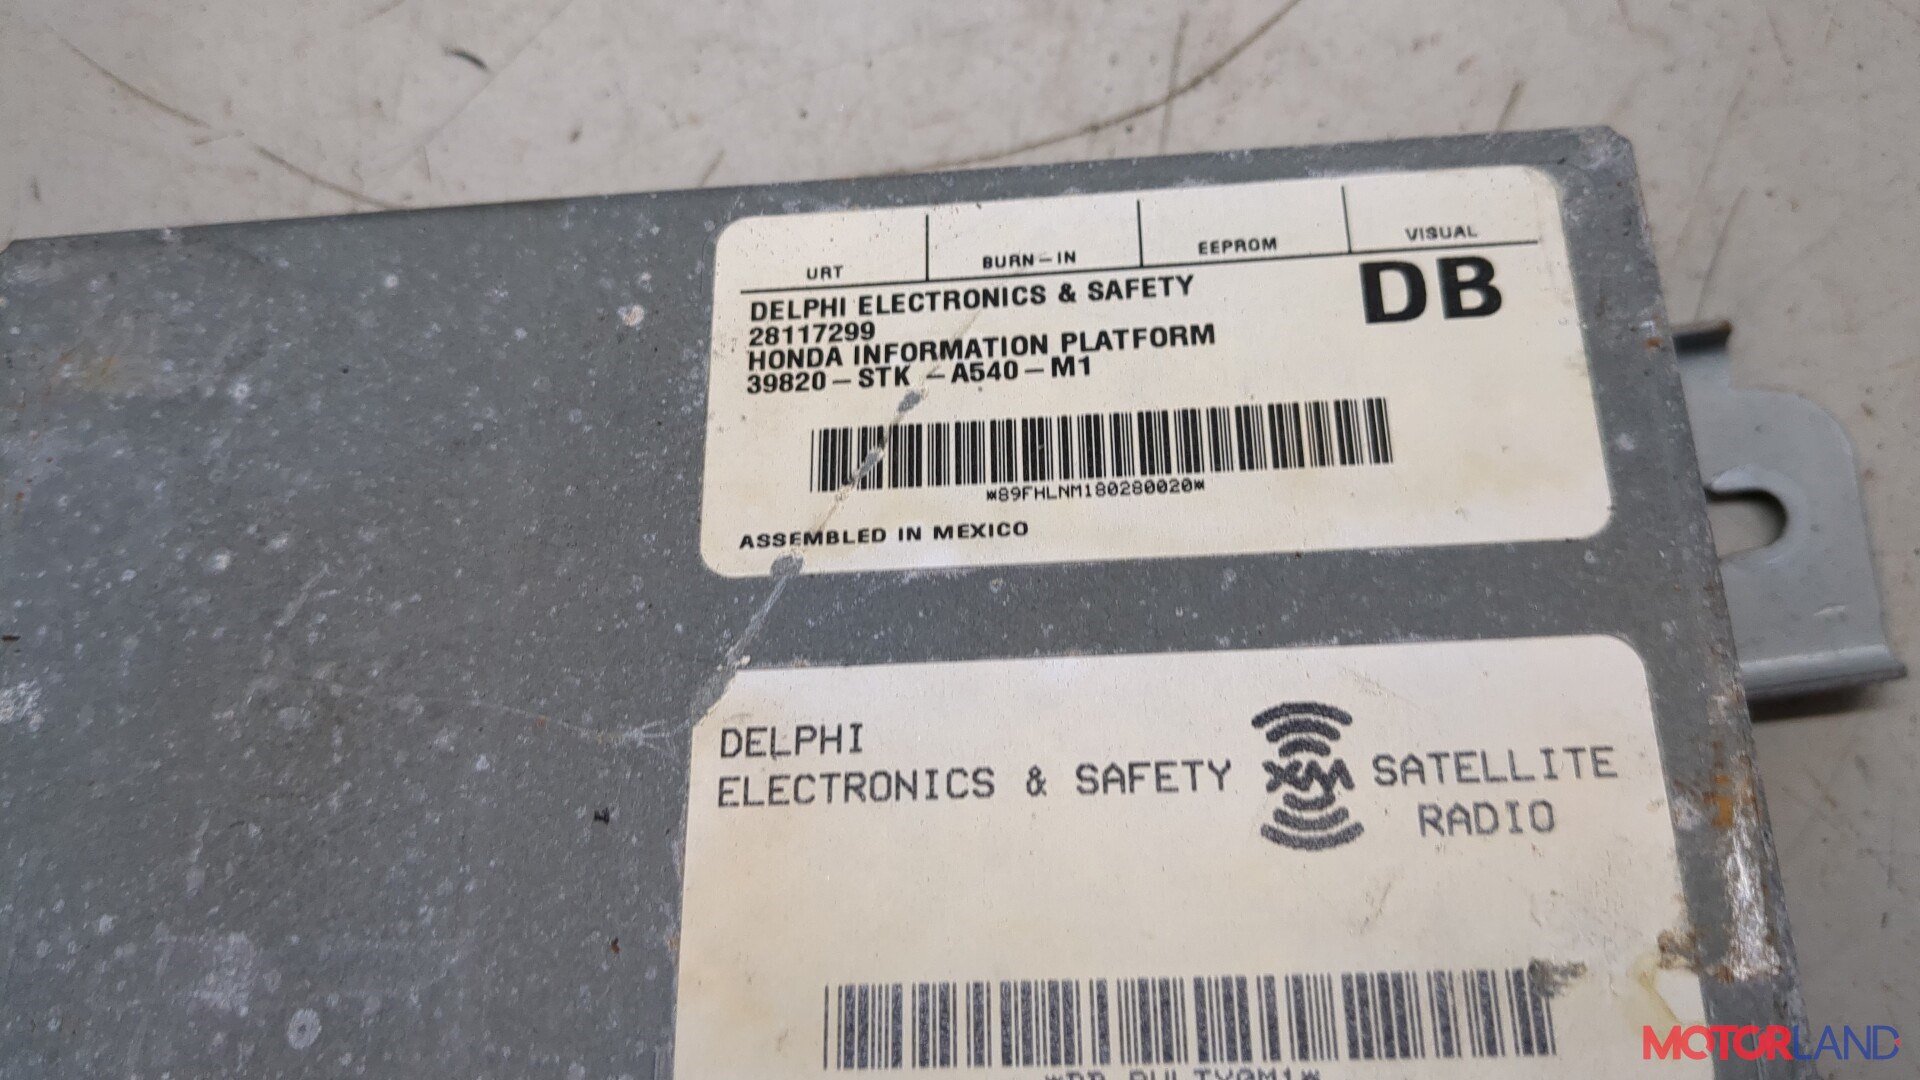 URT BURN-IN EEPROM VISUAL
DELPHI ELECTRONICS & SAFETY DB
28117299
HONDA INFORMATION PLATFORM
39820-STK -A540-M1
*89FHLNM180280020*
ASSEMBLED IN MEXICO
DELPHI
ELECTRONICS & SAFETY XM SATELLITE
RADIO
MOTORLAND